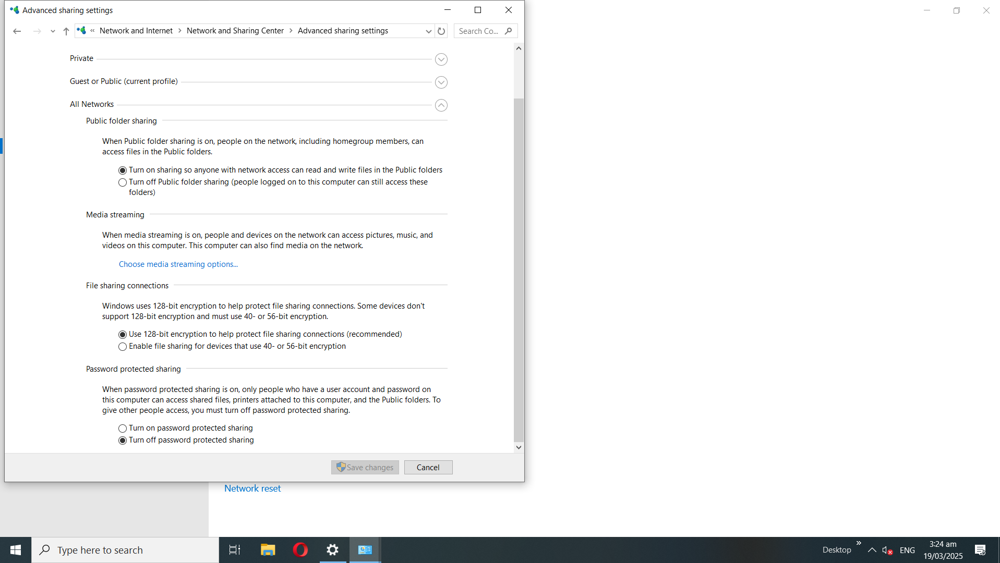 Advanced sharing settings
« Network and Internet > Network and Sharing Center > Advanced sharing settings
Search Co...
Private
Guest or Public (current profile)
All Networks
Public folder sharing
When Public folder sharing is on, people on the network, including homegroup members, can
access files in the Public folders.
Turn on sharing so anyone with network access can read and write files in the Public folders
Turn off Public folder sharing (people logged on to this computer can still access these
folders)
Media streaming
When media streaming is on, people and devices on the network can access pictures, music, and
videos on this computer. This computer can also find media on the network.
Choose media streaming options...
File sharing connections
Windows uses 128-bit encryption to help protect file sharing connections. Some devices don't
support 128-bit encryption and must use 40- or 56-bit encryption.
Use 128-bit encryption to help protect file sharing connections (recommended)
Enable file sharing for devices that use 40- or 56-bit encryption
Password protected sharing
When password protected sharing is on, only people who have a user account and password on
this computer can access shared files, printers attached to this computer, and the Public folders. To
give other people access, you must turn off password protected sharing.
Turn on password protected sharing
Turn off password protected sharing
Save changes
Cancel
Network reset
Type here to search
Desktop
»
ENG
3:24 am
19/03/2025